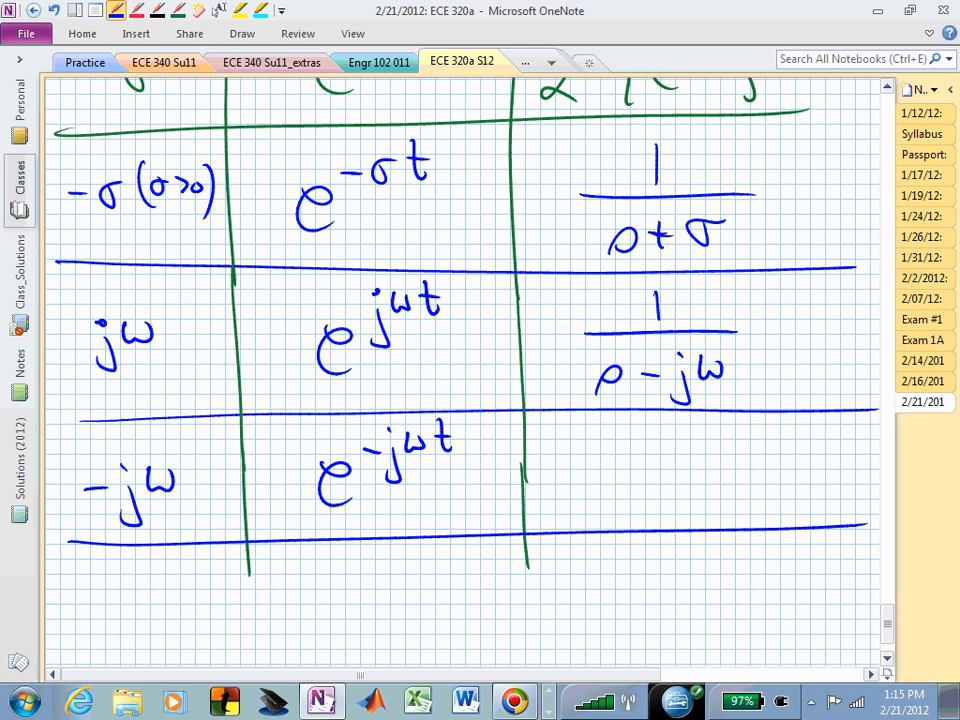 2/21/2012: ECE 320a - Microsoft OneNote
File Home Insert Share Draw Review View
Practice ECE 340 Su11 ECE 340 Su11_extras Engr 102 011 ECE 320a S12 ...
Search All Notebooks (Ctrl+E)
N..
Personal
Classes
Class_Solutions
Notes
Solutions (2012)
1/12/12:
Syllabus
Passport:
1/17/12:
1/19/12:
1/24/12:
1/26/12:
1/31/12:
2/2/2012:
2/07/12:
Exam #1
Exam 1A
2/14/201
2/16/201
2/21/201
-σ (σ>0) e^{-σt} 1
s+σ
jω e^{jωt} 1
s-jω
-jω e^{-jωt}
97%
1:15 PM
2/21/2012